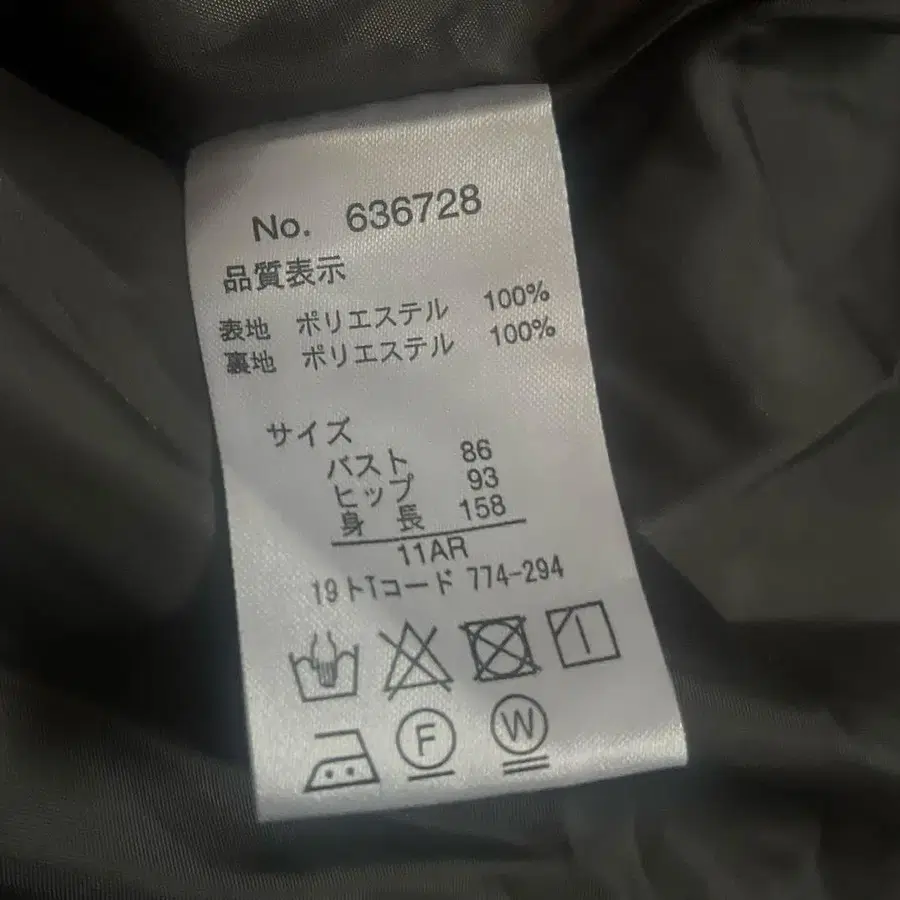 No. 636728
品質表示
表地 ポリエステル 100%
裏地 ポリエステル 100%
サイズ
バスト 86
ヒップ 93
身 長 158
11AR
19トTコード 774-294
F W